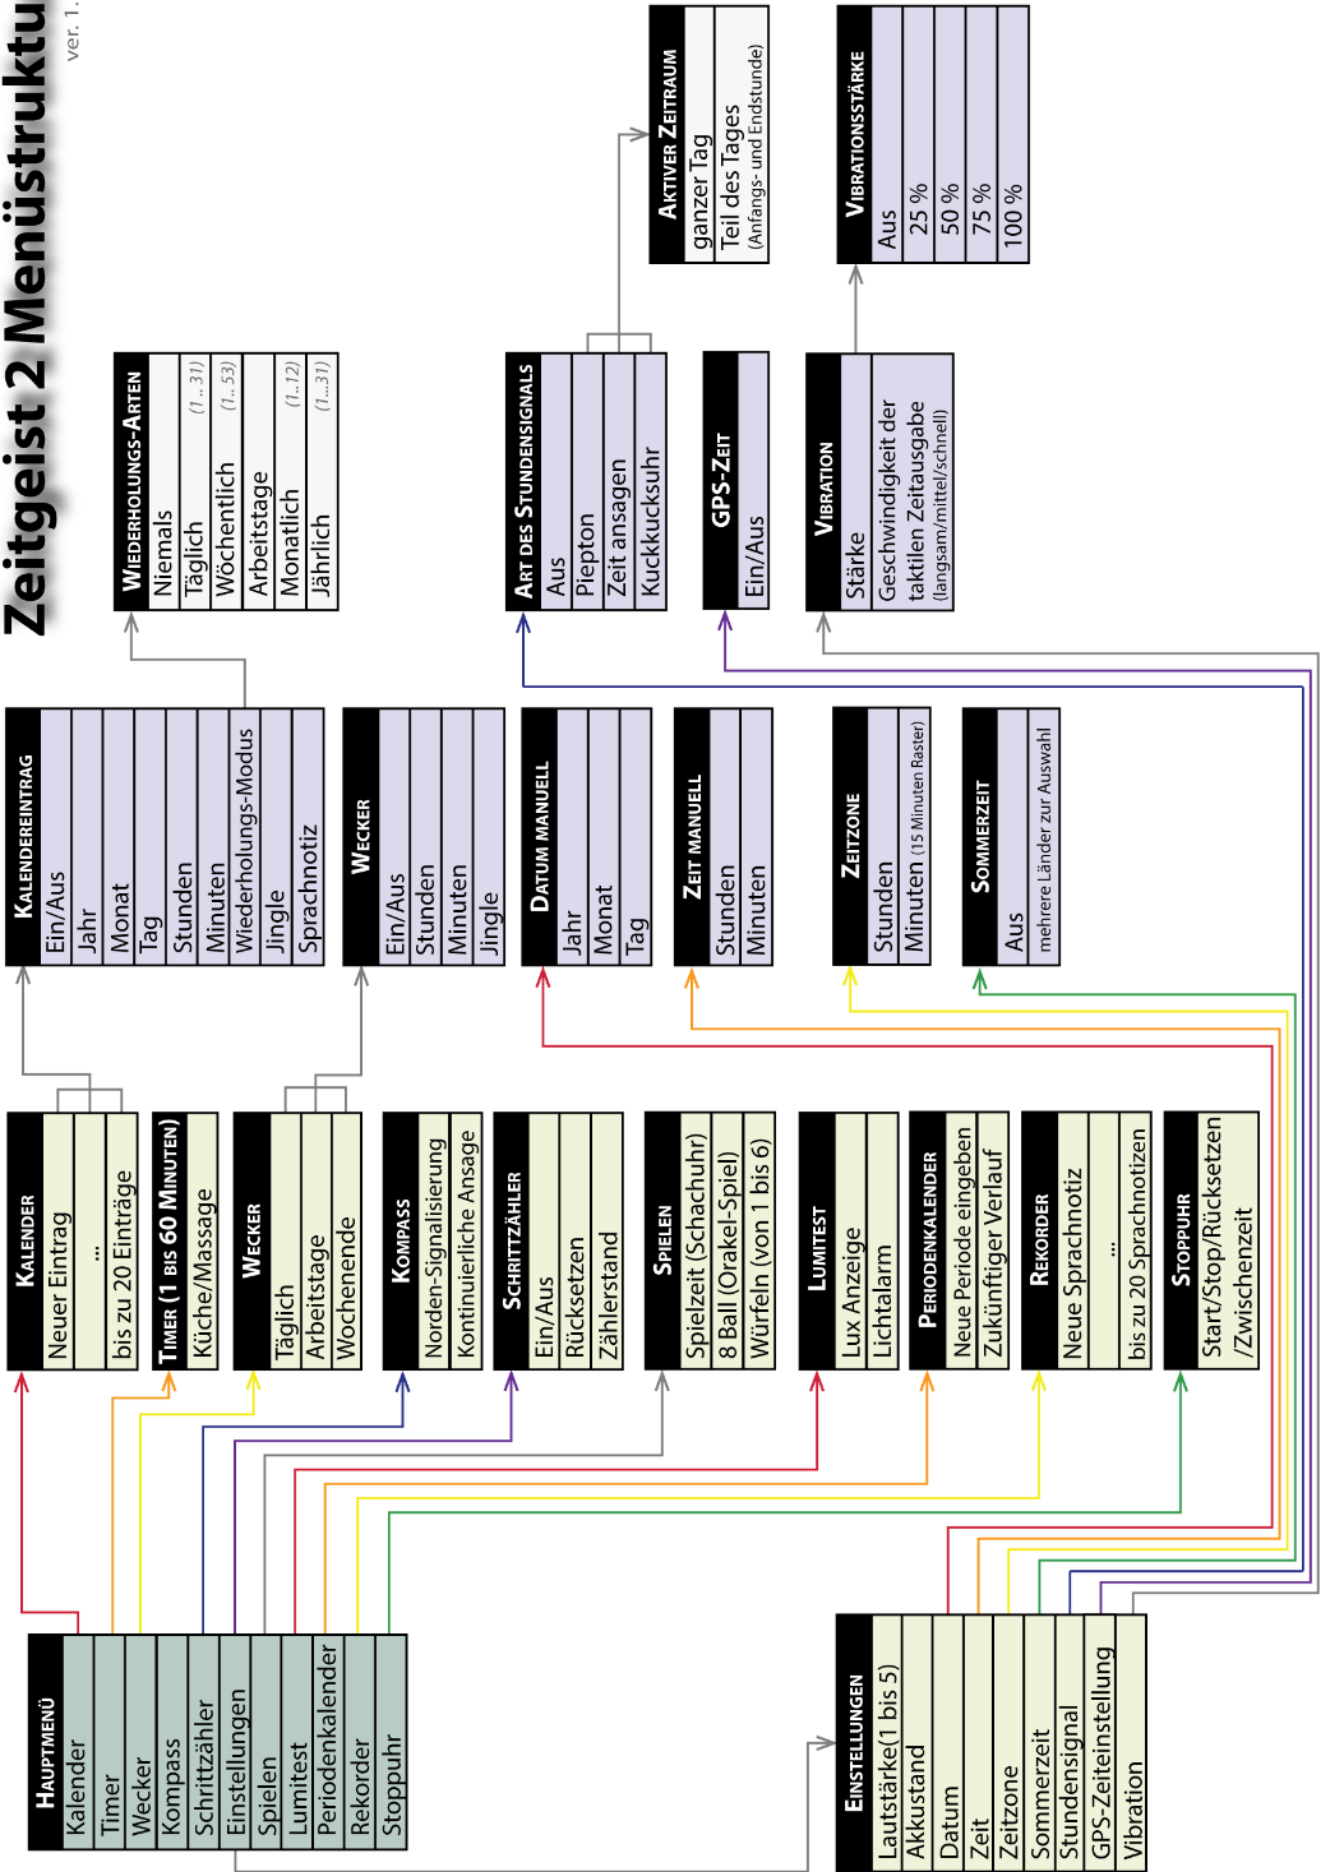 Zeitgeist 2 Menüstruktu
ver. 1.
HAUPTMENÜ
Kalender
Timer
Wecker
Kompass
Schrittzähler
Einstellungen
Spielen
Lumitest
Periodenkalender
Rekorder
Stoppuhr
EINSTELLUNGEN
Lautstärke(1 bis 5)
Akkustand
Datum
Zeit
Zeitzone
Sommerzeit
Stundensignal
GPS-Zeiteinstellung
Vibration
KALENDER
Neuer Eintrag
...
bis zu 20 Einträge
TIMER (1 BIS 60 MINUTEN)
Küche/Massage
WECKER
Täglich
Arbeitstage
Wochenende
KOMPASS
Norden-Signalisierung
Kontinuierliche Ansage
SCHRITTZÄHLER
Ein/Aus
Rücksetzen
Zählerstand
SPIELEN
Spielzeit (Schachuhr)
8 Ball (Orakel-Spiel)
Würfeln (von 1 bis 6)
LUMITEST
Lux Anzeige
Lichtalarm
PERIODENKALENDER
Neue Periode eingeben
Zukünftiger Verlauf
REKORDER
Neue Sprachnotiz
...
bis zu 20 Sprachnotizen
STOPPUHR
Start/Stop/Rücksetzen
/Zwischenzeit
KALENDEREINTRAG
Ein/Aus
Jahr
Monat
Tag
Stunden
Minuten
Wiederholungs-Modus
Jingle
Sprachnotiz
WECKER
Ein/Aus
Stunden
Minuten
Jingle
DATUM MANUELL
Jahr
Monat
Tag
ZEIT MANUELL
Stunden
Minuten
ZEITZONE
Stunden
Minuten (15 Minuten Raster)
SOMMERZEIT
Aus
mehrere Länder zur Auswahl
WIEDERHOLUNGS-ARTEN
Niemals
Täglich (1.. 31)
Wöchentlich (1.. 53)
Arbeitstage
Monatlich (1..12)
Jährlich (1...31)
ART DES STUNDENSIGNALS
Aus
Piepton
Zeit ansagen
Kuckkucksuhr
GPS-ZEIT
Ein/Aus
VIBRATION
Stärke
Geschwindigkeit der
taktilen Zeitausgabe
(langsam/mittel/schnell)
AKTIVER ZEITRAUM
ganzer Tag
Teil des Tages
(Anfangs- und Endstunde)
VIBRATIONSSTÄRKE
Aus
25 %
50 %
75 %
100 %